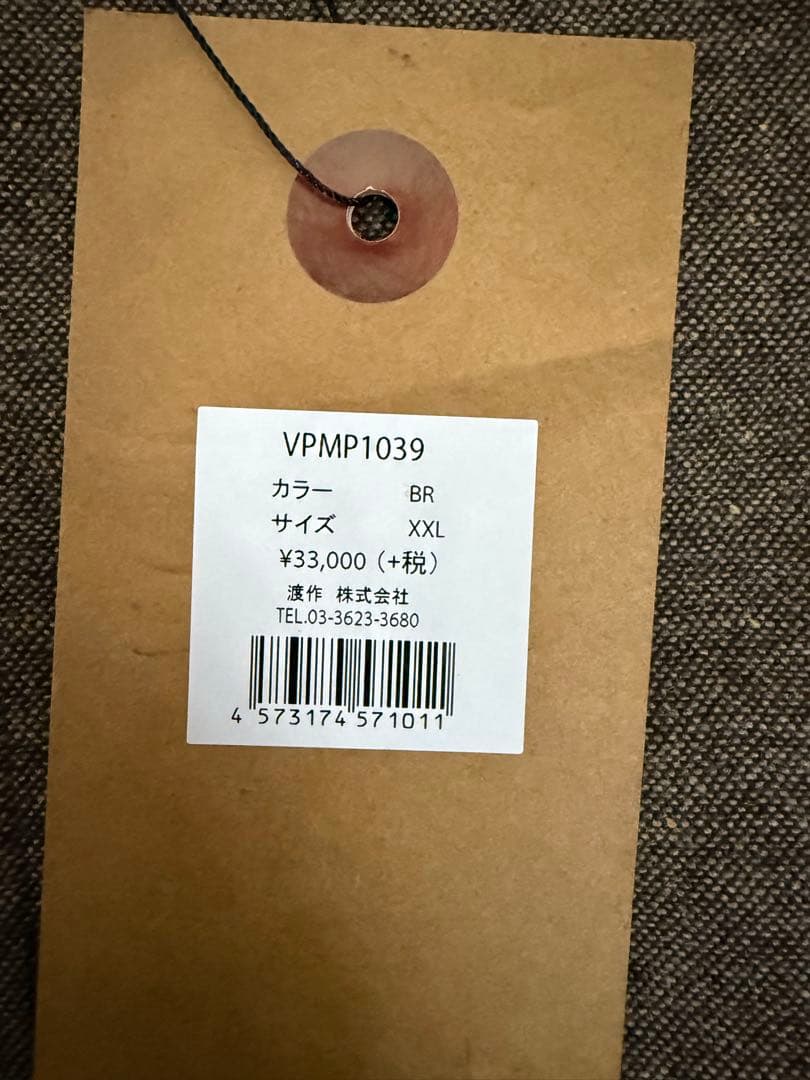 VPMP1039
カラー BR
サイズ XXL
¥33,000（+税）
渡作 株式会社
TEL.03-3623-3680
4 573174 571011